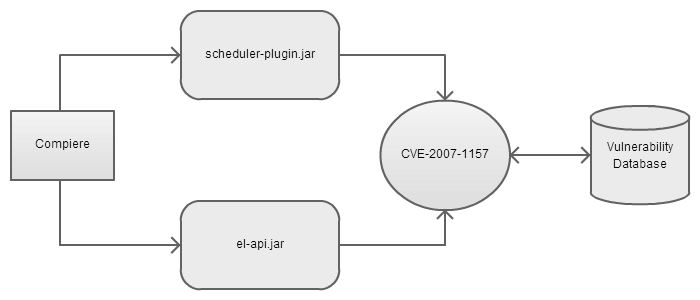 scheduler-plugin.jar
Compiere
CVE-2007-1157
Vulnerability
Database
el-api.jar